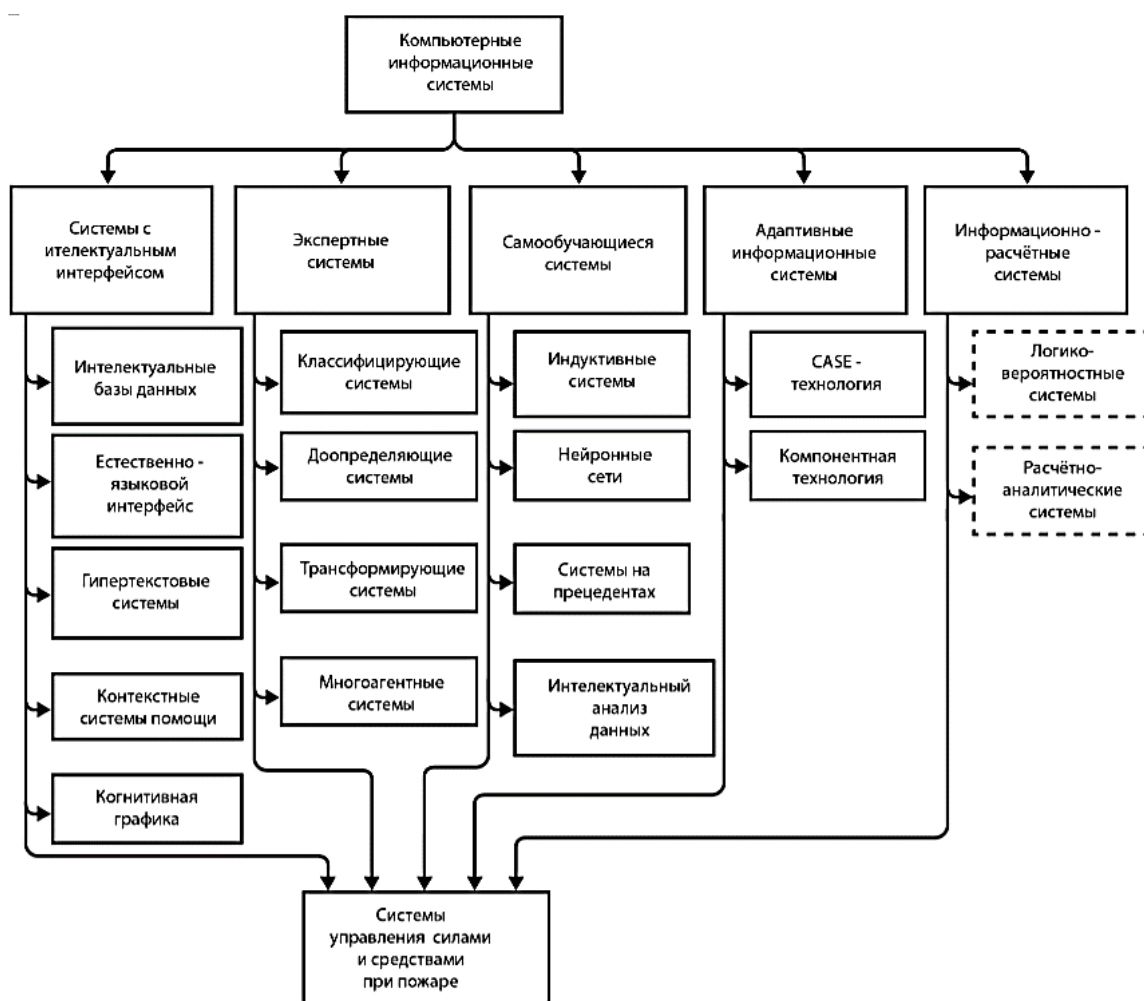 Компьютерные
информационные
системы
Системы с
ителектуальным
интерфейсом
Экспертные
системы
Самообучающиеся
системы
Адаптивные
информационные
системы
Информационно -
расчётные
системы
Интелектуальные
базы данных
Естественно -
языковой
интерфейс
Гипертекстовые
системы
Контекстные
системы помощи
Когнитивная
графика
Классифицирующие
системы
Доопределяющие
системы
Трансформирующие
системы
Многоагентные
системы
Индуктивные
системы
Нейронные
сети
Системы на
прецедентах
Интелектуальный
анализ
данных
CASE -
технология
Компонентная
технология
Логико-
вероятностные
системы
Расчётно-
аналитические
системы
Системы
управления силами
и средствами
при пожаре